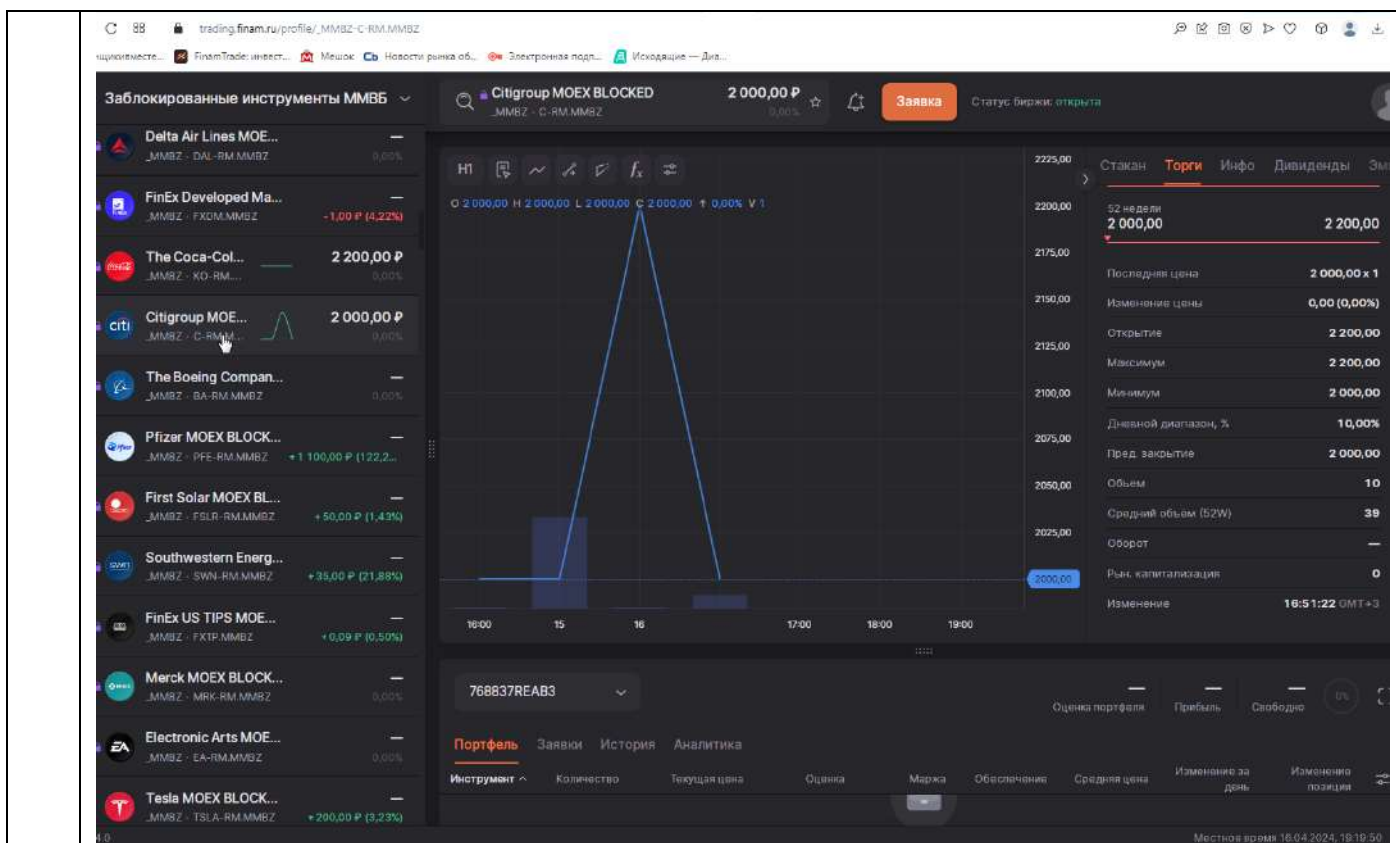 trading.finam.ru/profile/_MMBZ-C-RM.MMBZ
щиквместе... FinamTrade: инвест... Мешок Сb Новости рынка об... Электронная подп... Исходящие — Диа...
Заблокированные инструменты ММВБ
Citigroup MOEX BLOCKED 2 000,00 ₽
_MMBZ · C-RM.MMBZ 0,00%
Заявка
Статус биржи: открыта
Delta Air Lines MOE... —
_MMBZ · DAL-RM.MMBZ 0,00%
FinEx Developed Ma... —
_MMBZ · FXDM.MMBZ -1,00 ₽ (4,22%)
The Coca-Col... 2 200,00 ₽
_MMBZ · KO-RM.... 0,00%
Citigroup MOE... 2 000,00 ₽
_MMBZ · C-RM.M... 0,00%
The Boeing Compan... —
_MMBZ · BA-RM.MMBZ 0,00%
Pfizer MOEX BLOCK... —
_MMBZ · PFE-RM.MMBZ +1 100,00 ₽ (122,2...
First Solar MOEX BL... —
_MMBZ · FSLR-RM.MMBZ +50,00 ₽ (1,43%)
Southwestern Energ... —
_MMBZ · SWN-RM.MMBZ +35,00 ₽ (21,88%)
FinEx US TIPS MOE... —
_MMBZ · FXTP.MMBZ +0,09 ₽ (0,50%)
Merck MOEX BLOCK... —
_MMBZ · MRK-RM.MMBZ 0,00%
Electronic Arts MOE... —
_MMBZ · EA-RM.MMBZ 0,00%
Tesla MOEX BLOCK... —
_MMBZ · TSLA-RM.MMBZ +200,00 ₽ (3,23%)
4.0
H1
O 2 000,00 H 2 000,00 L 2 000,00 C 2 000,00 ↑ 0,00% V 1
2225,00
2200,00
2175,00
2150,00
2125,00
2100,00
2075,00
2050,00
2025,00
2000,00
16:00 15 16 17:00 18:00 19:00
Стакан Торги Инфо Дивиденды Эм
52 недели
2 000,00 2 200,00
Последняя цена 2 000,00 x 1
Изменение цены 0,00 (0,00%)
Открытие 2 200,00
Максимум 2 200,00
Минимум 2 000,00
Дневной диапазон, % 10,00%
Пред. закрытие 2 000,00
Объем 10
Средний объем (52W) 39
Оборот —
Рын. капитализация 0
Изменение 16:51:22 GMT+3
768837REAB3
— — — 0%
Оценка портфеля Прибыль Свободно
Портфель Заявки История Аналитика
Инструмент Количество Текущая цена Оценка Маржа Обеспечение Средняя цена Изменение за день Изменение позиции
Местное время 16.04.2024, 19:19:50